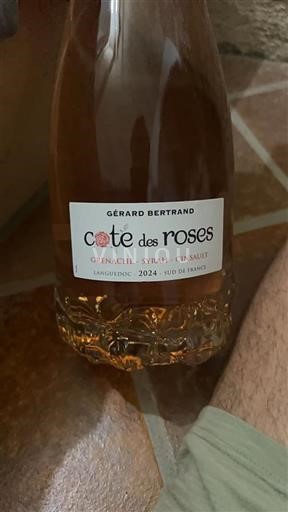 GÉRARD BERTRAND
cote des roses
GRENACHE - SYRAH - CINSAULT
LANGUEDOC · 2024 · SUD DE FRANCE